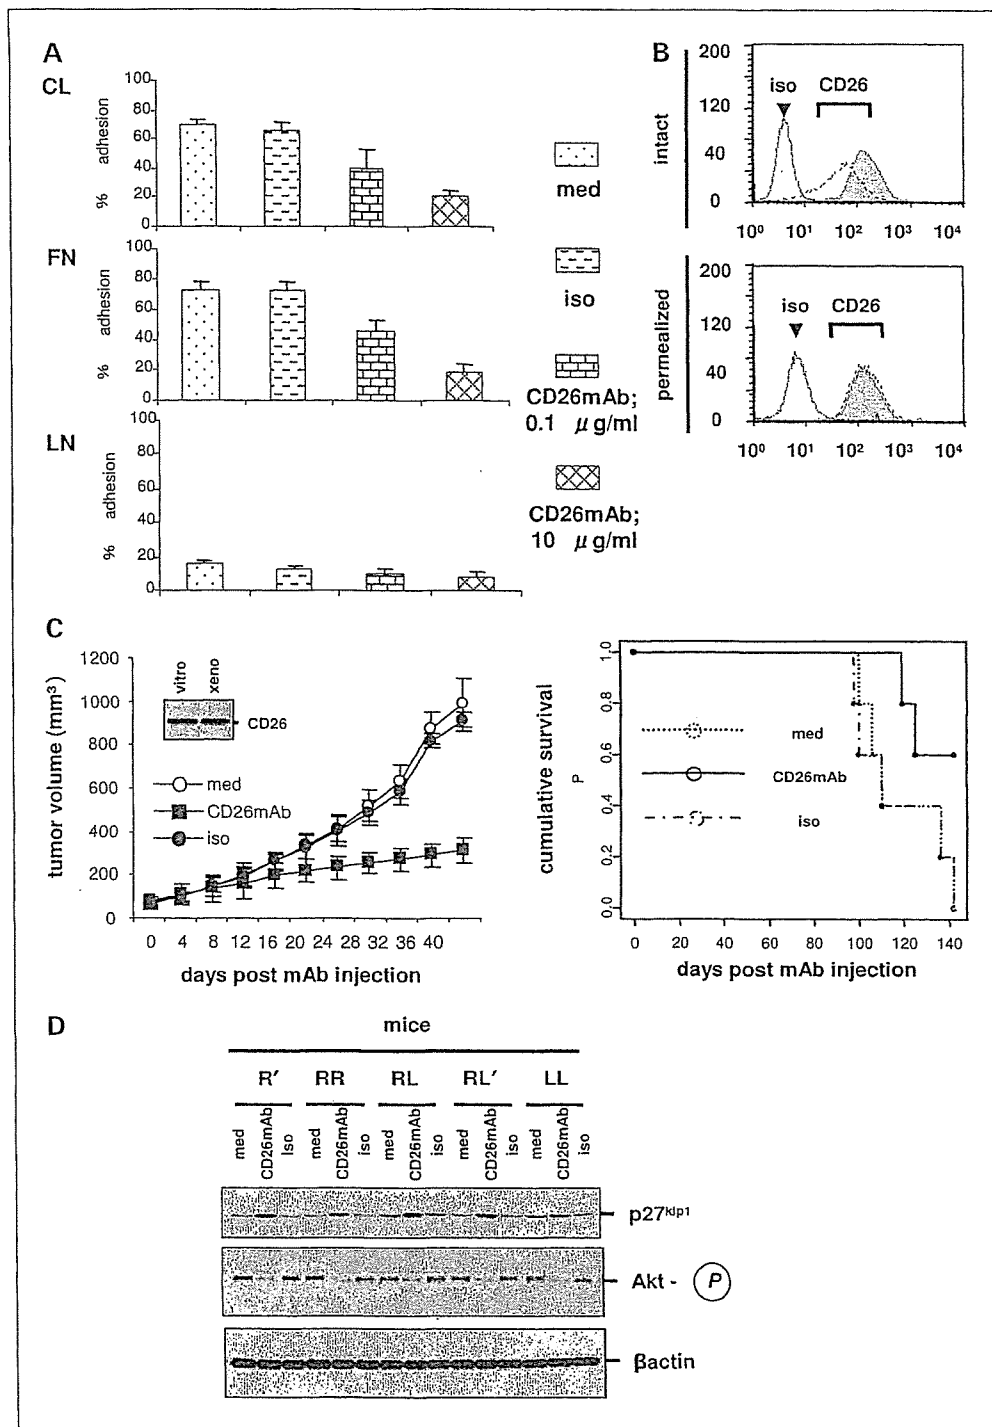 A
CL
100
80
60
40
20
0
% adhesion
FN
100
80
60
40
20
0
% adhesion
LN
100
80
60
40
20
0
% adhesion
med
iso
CD26mAb;
0.1 μg/ml
CD26mAb;
10 μg/ml
B
intact
200
120
40
0
iso
CD26
10⁰ 10¹ 10² 10³ 10⁴
permealized
200
120
40
0
iso
CD26
10⁰ 10¹ 10² 10³ 10⁴
C
tumor volume (mm³)
1200
1000
800
600
400
200
0
vitro xeno
CD26
med
CD26mAb
iso
0 4 8 12 16 20 24 28 32 36 40
days post mAb injection
cumulative survival
P
1.0
0.8
0.6
0.4
0.2
0.0
med
CD26mAb
iso
0 20 40 60 80 100 120 140
days post mAb injection
D
mice
R′ RR RL RL′ LL
med CD26mAb iso med CD26mAb iso med CD26mAb iso med CD26mAb iso med CD26mAb iso
p27ᵏⁱᵖ¹
Akt - P
βactin